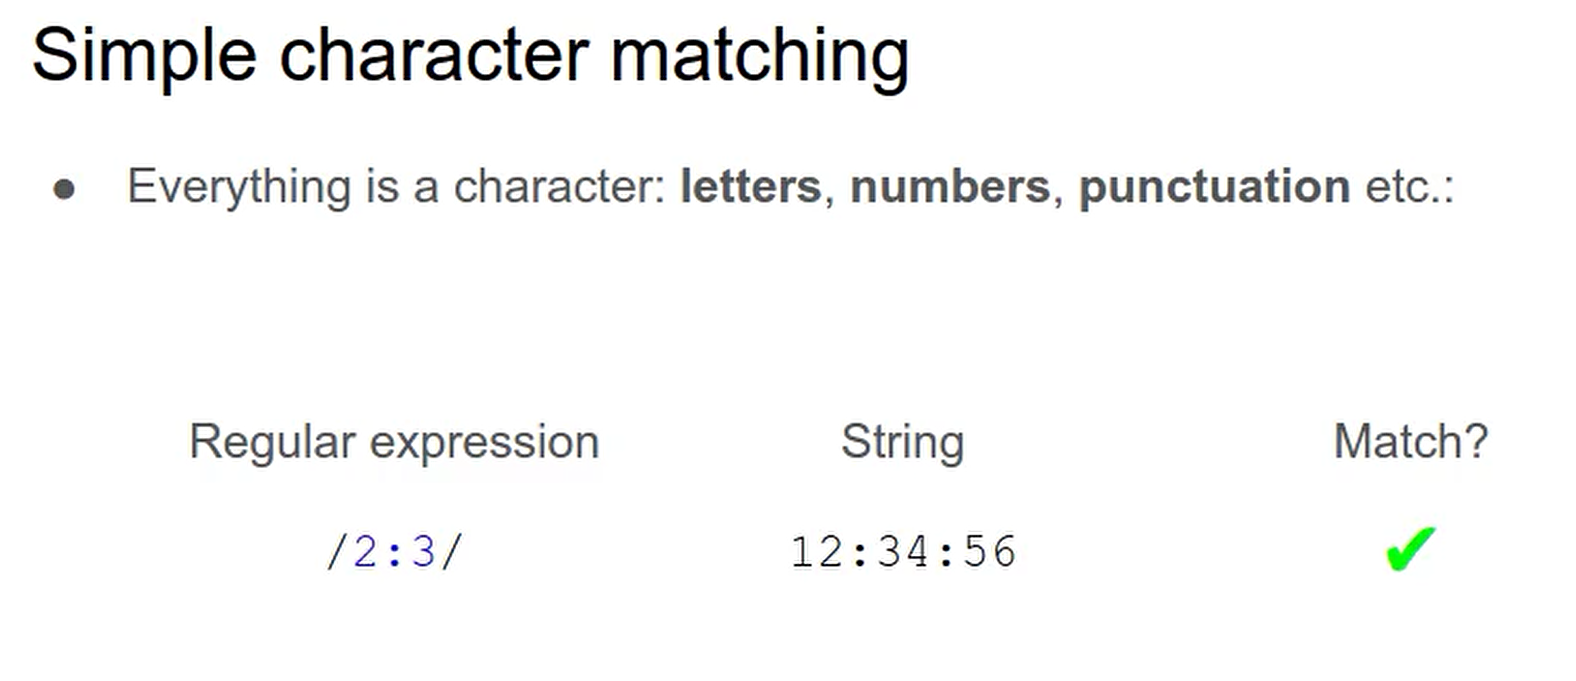 Simple character matching
● Everything is a character: letters, numbers, punctuation etc.:
Regular expression String Match?
/2:3/ 12:34:56 ✔